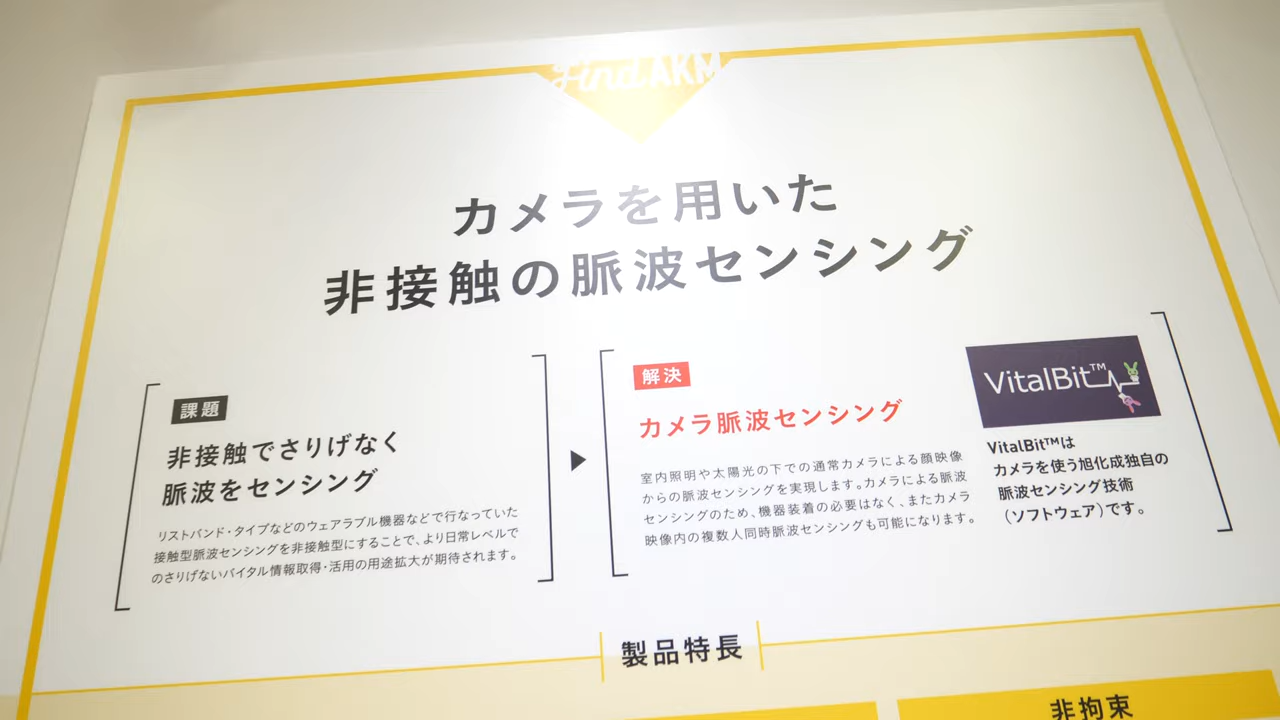 Find AKM
カメラを用いた
非接触の脈波センシング
課題
非接触でさりげなく
脈波をセンシング
リストバンド・タイプなどのウェアラブル機器などで行なっていた
接触型脈波センシングを非接触型にすることで、より日常レベルで
のさりげないバイタル情報取得・活用の用途拡大が期待されます。
解決
カメラ脈波センシング
室内照明や太陽光の下での通常カメラによる顔映像
からの脈波センシングを実現します。カメラによる脈波
センシングのため、機器装着の必要はなく、またカメラ
映像内の複数人同時脈波センシングも可能になります。
VitalBit™
VitalBit™は
カメラを使う旭化成独自の
脈波センシング技術
（ソフトウェア）です。
製品特長
非拘束